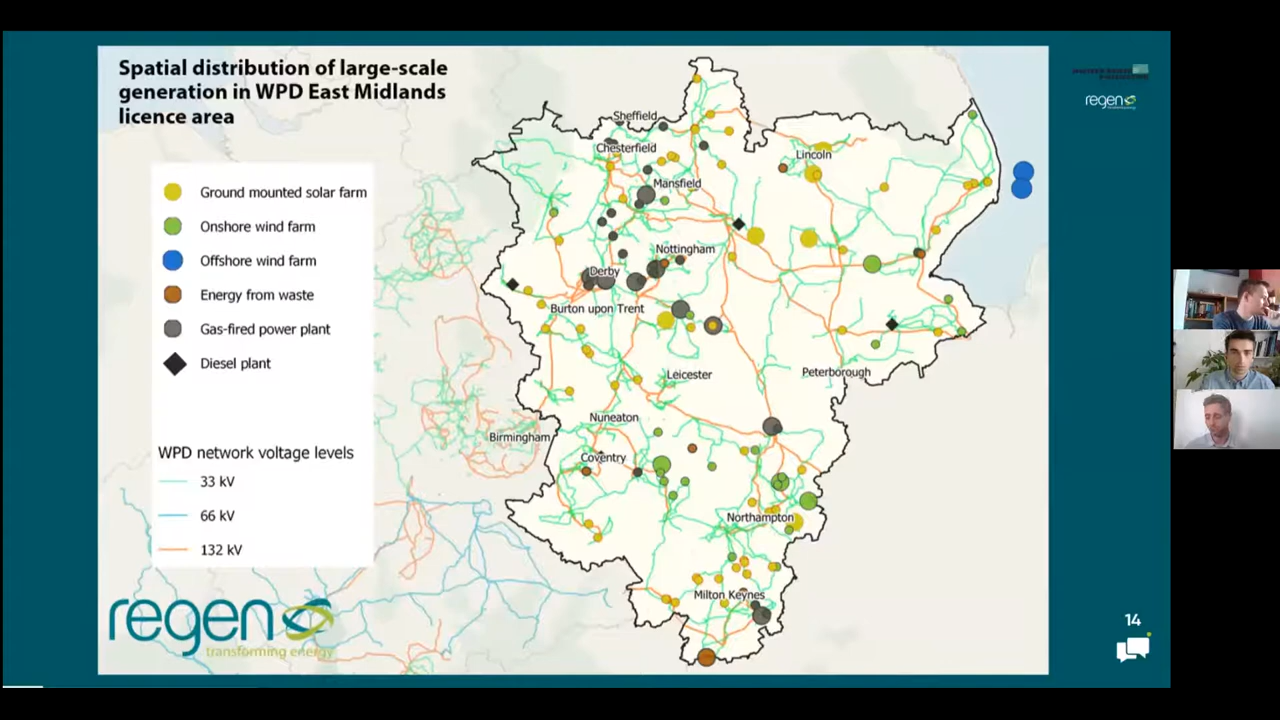 Spatial distribution of large-scale
generation in WPD East Midlands
licence area
Ground mounted solar farm
Onshore wind farm
Offshore wind farm
Energy from waste
Gas-fired power plant
Diesel plant
WPD network voltage levels
33 kV
66 kV
132 kV
regen
transforming energy
Sheffield
Chesterfield
Lincoln
Mansfield
Nottingham
Derby
Burton upon Trent
Leicester
Peterborough
Nuneaton
Birmingham
Coventry
Northampton
Milton Keynes
regen
14